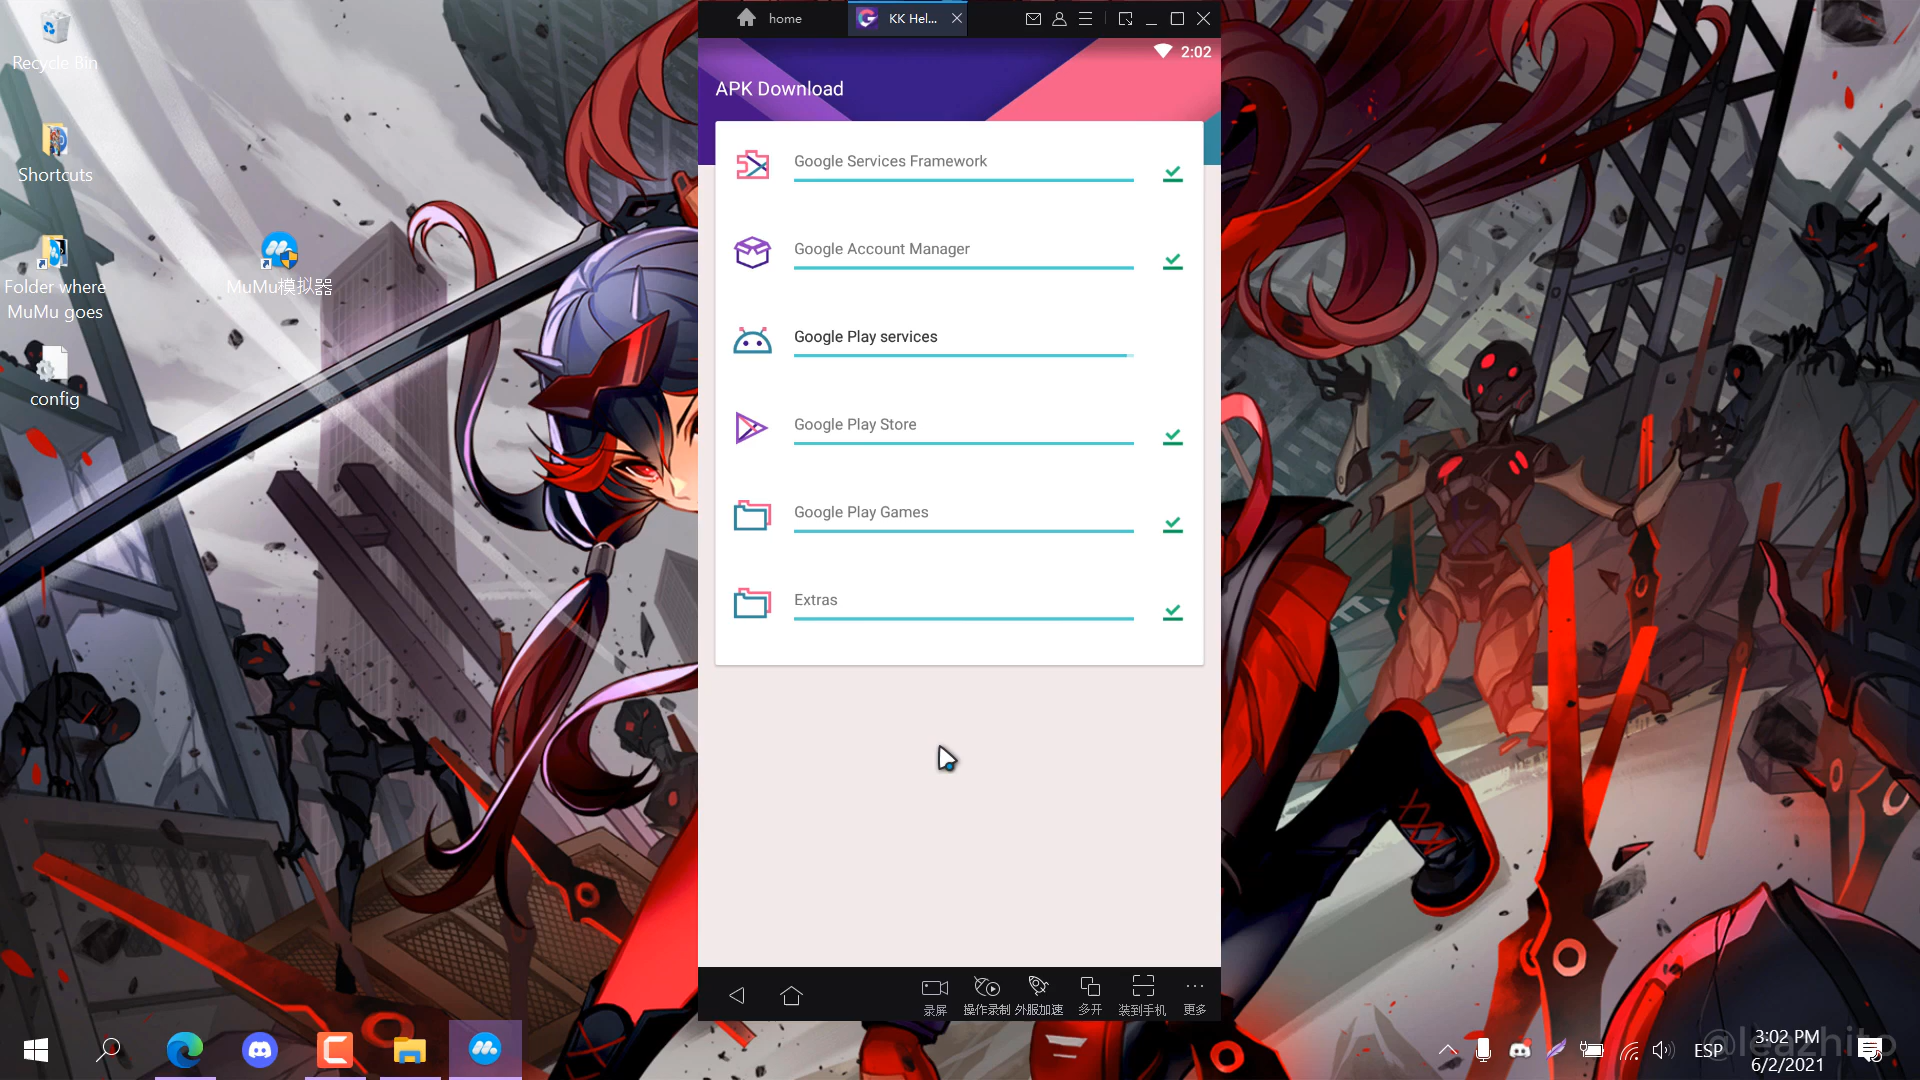 Recycle Bin
Shortcuts
Folder where
MuMu goes
config
MuMu模拟器
home
KK Hel...
2:02
APK Download
Google Services Framework
Google Account Manager
Google Play services
Google Play Store
Google Play Games
Extras
录屏
操作录制
外服加速
多开
装到手机
更多
ESP
3:02 PM
6/2/2021